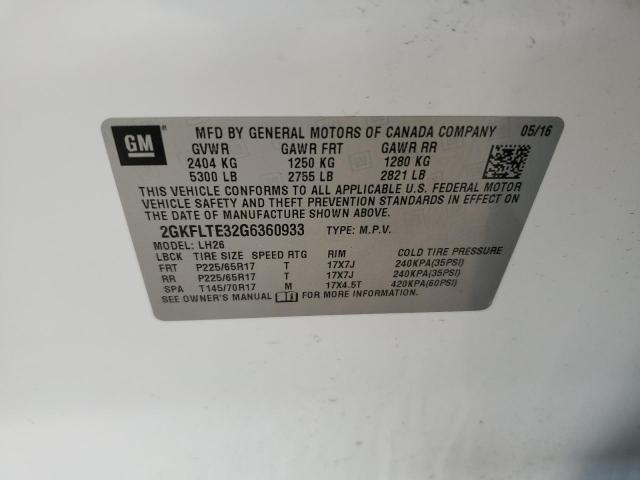 GM
MFD BY GENERAL MOTORS OF CANADA COMPANY 05/16
GVWR GAWR FRT GAWR RR
2404 KG 1250 KG 1280 KG
5300 LB 2755 LB 2821 LB
THIS VEHICLE CONFORMS TO ALL APPLICABLE U.S. FEDERAL MOTOR
VEHICLE SAFETY AND THEFT PREVENTION STANDARDS IN EFFECT ON
THE DATE OF MANUFACTURE SHOWN ABOVE.
2GKFLTE32G6360933 TYPE: M.P.V.
MODEL: LH26
LBCK TIRE SIZE SPEED RTG RIM COLD TIRE PRESSURE
FRT P225/65R17 T 17X7J 240KPA(35PSI)
RR P225/65R17 T 17X7J 240KPA(35PSI)
SPA T145/70R17 M 17X4.5T 420KPA(60PSI)
SEE OWNER'S MANUAL FOR MORE INFORMATION.